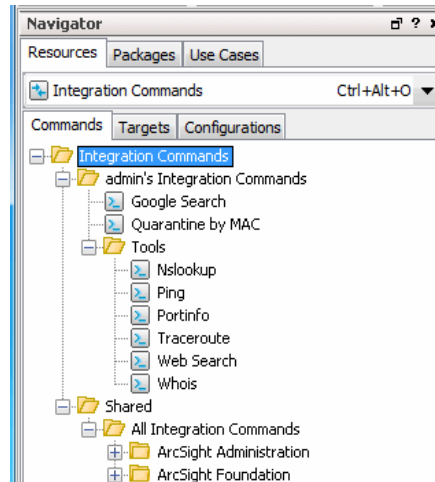 Navigator ?
Resources Packages Use Cases
Integration Commands Ctrl+Alt+O
Commands Targets Configurations
Integration Commands
admin's Integration Commands
Google Search
Quarantine by MAC
Tools
Nslookup
Ping
Portinfo
Traceroute
Web Search
Whois
Shared
All Integration Commands
ArcSight Administration
ArcSight Foundation